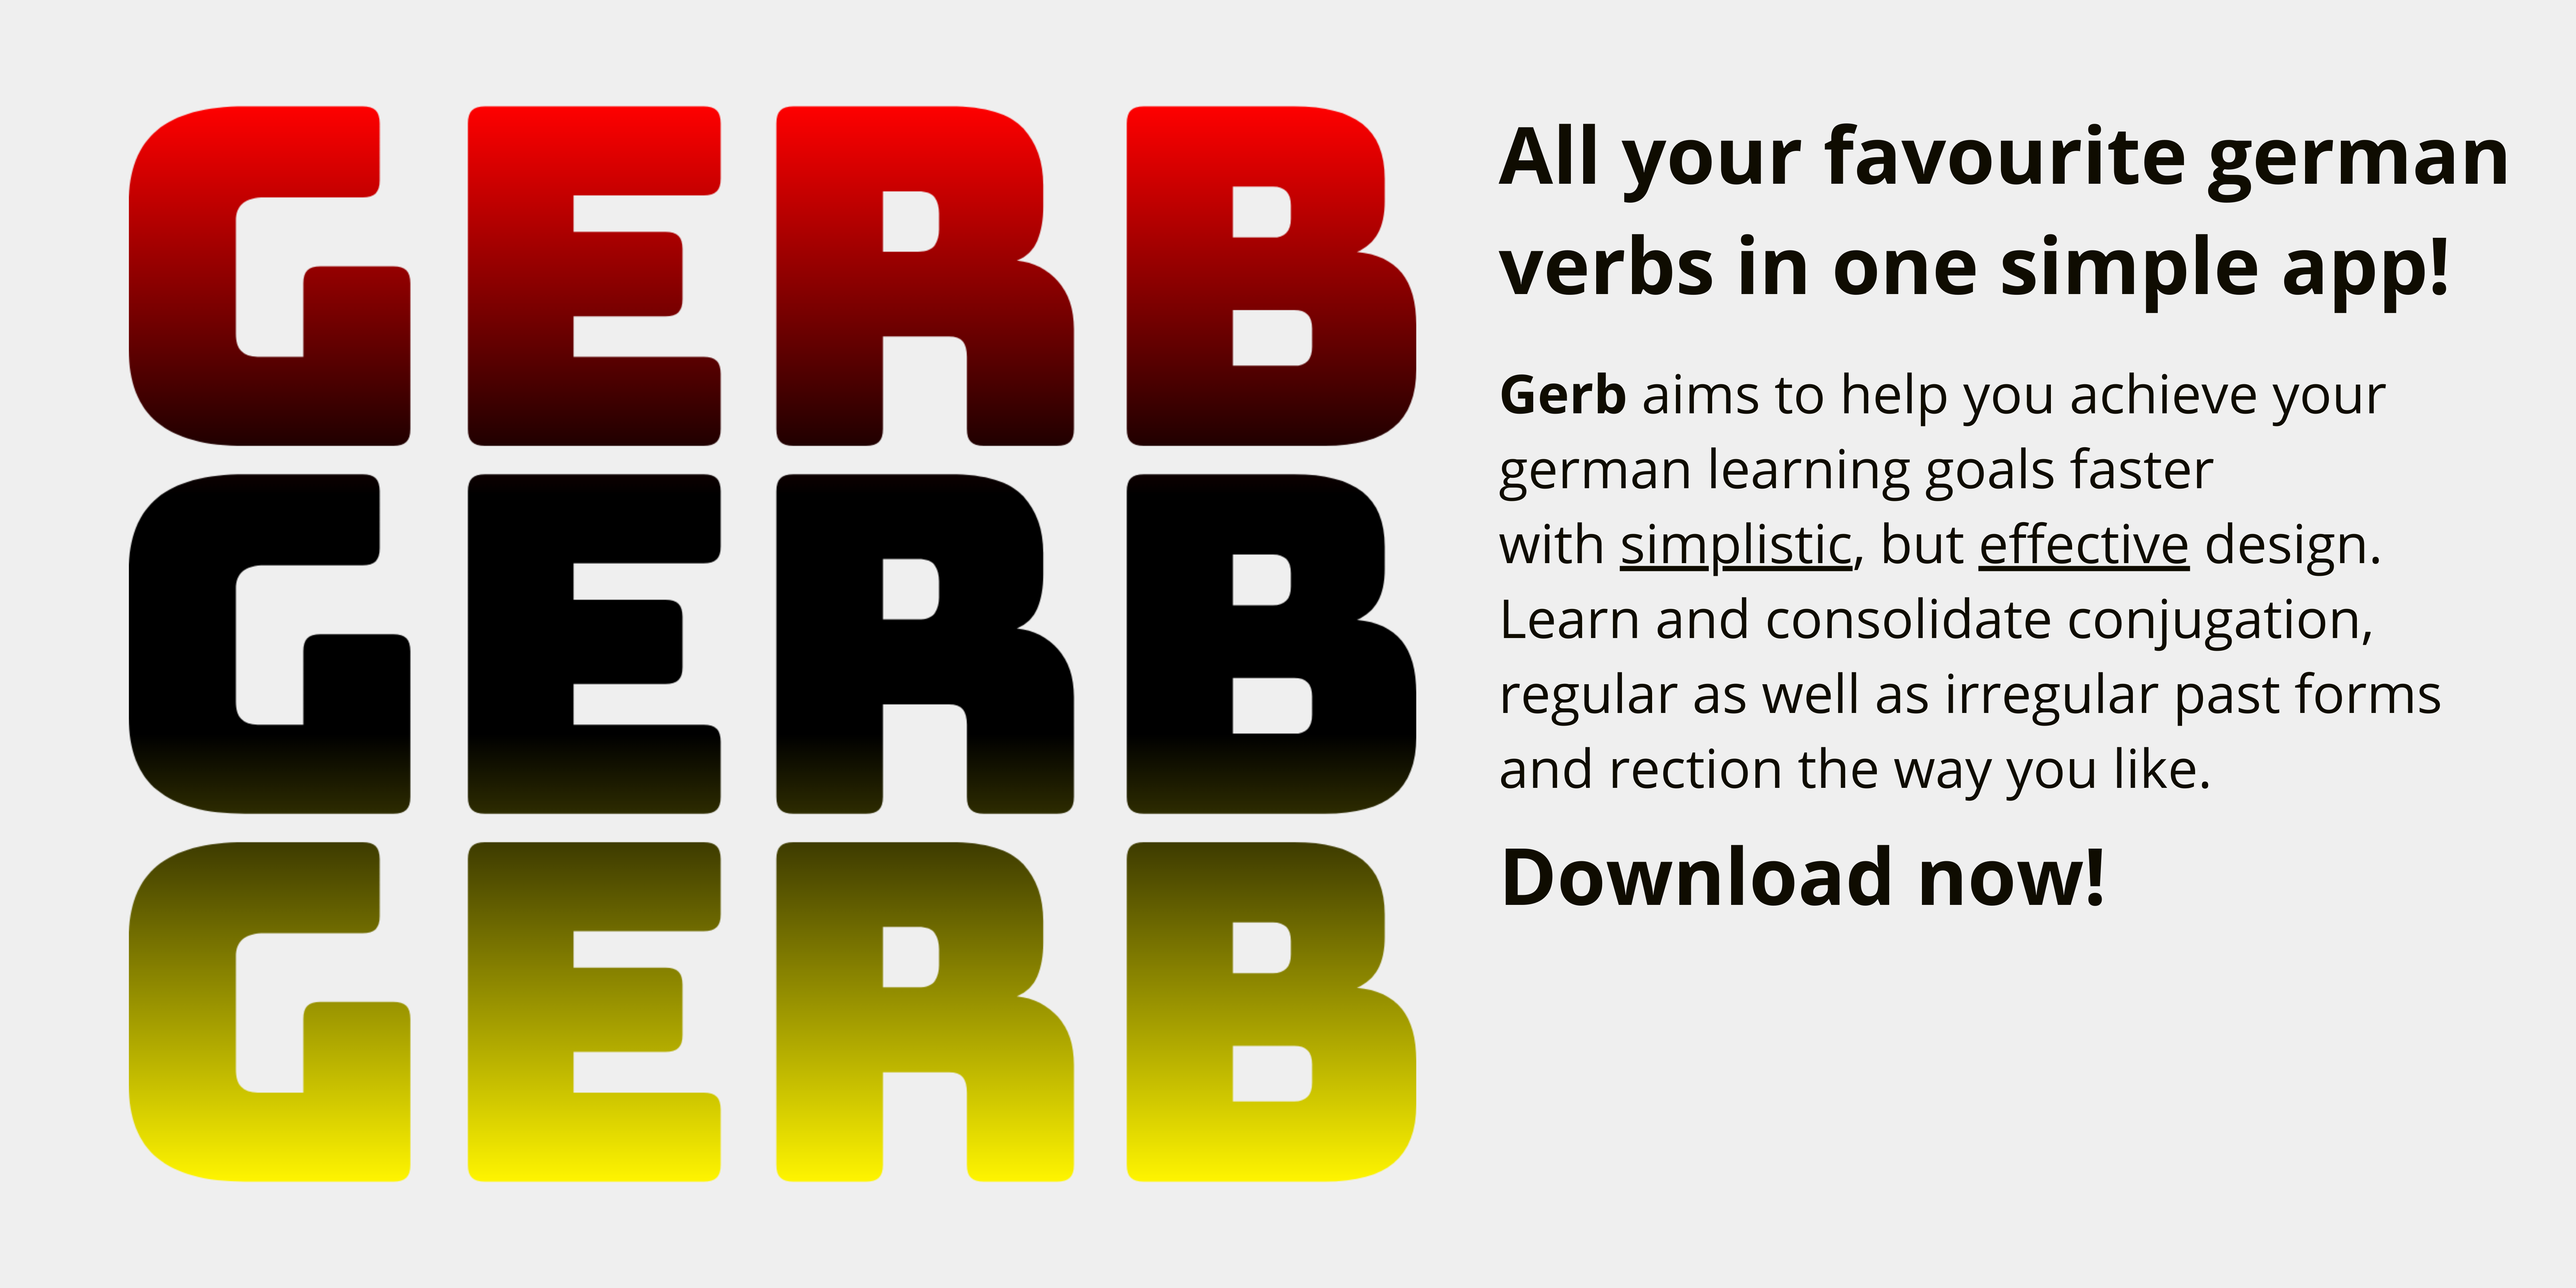 GERB
GERB
GERB
All your favourite german
verbs in one simple app!
Gerb aims to help you achieve your
german learning goals faster
with simplistic, but effective design.
Learn and consolidate conjugation,
regular as well as irregular past forms
and rection the way you like.
Download now!